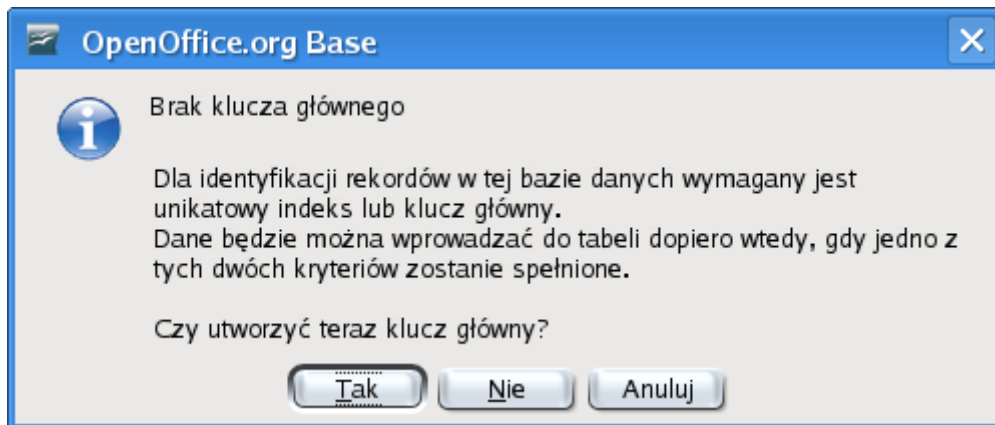 OpenOffice.org Base
Brak klucza głównego
Dla identyfikacji rekordów w tej bazie danych wymagany jest
unikatowy indeks lub klucz główny.
Dane będzie można wprowadzać do tabeli dopiero wtedy, gdy jedno z
tych dwóch kryteriów zostanie spełnione.
Czy utworzyć teraz klucz główny?
Tak Nie Anuluj